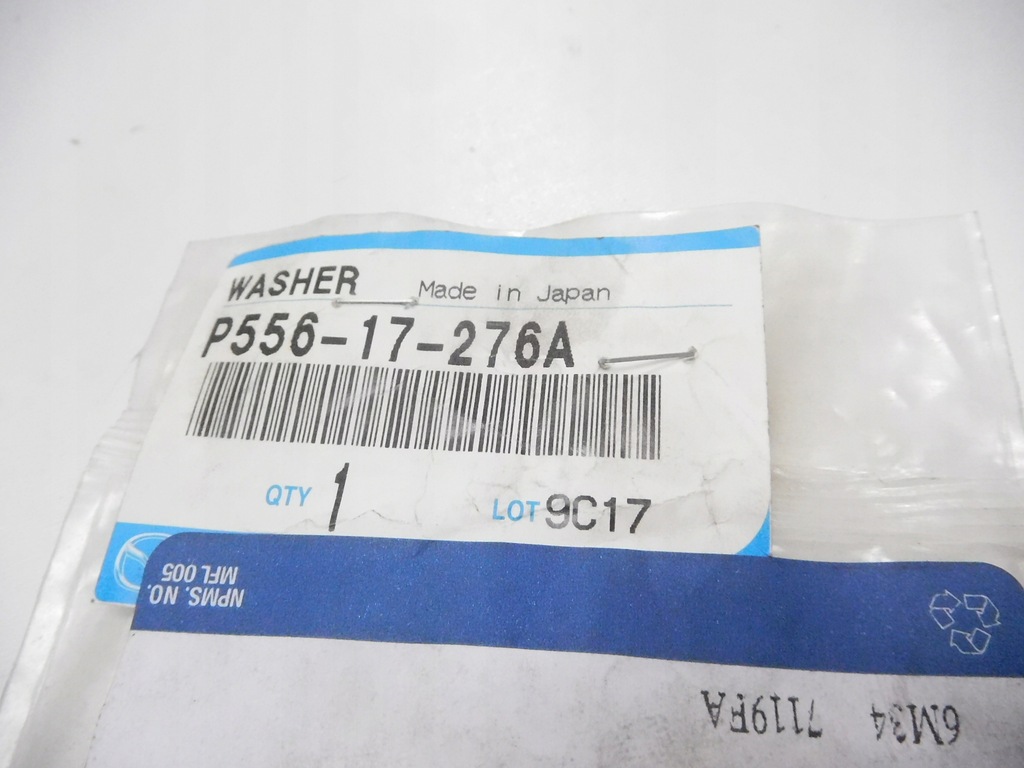 WASHER Made in Japan
P556-17-276A
QTY 1 LOT 9C17
NPMS. NO.
MFL 005
6M34 7119FA